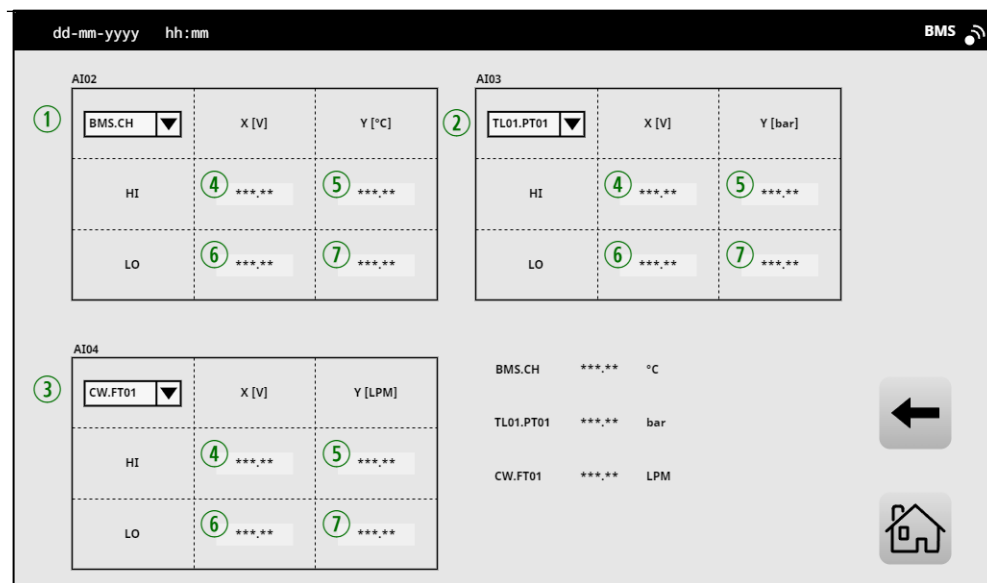 dd-mm-yyyy hh:mm BMS
AI02
① BMS.CH X [V] Y [°C]
HI ④ ***.** ⑤ ***.**
LO ⑥ ***.** ⑦ ***.**
AI03
② TL01.PT01 X [V] Y [bar]
HI ④ ***.** ⑤ ***.**
LO ⑥ ***.** ⑦ ***.**
AI04
③ CW.FT01 X [V] Y [LPM]
HI ④ ***.** ⑤ ***.**
LO ⑥ ***.** ⑦ ***.**
BMS.CH ***.** °C
TL01.PT01 ***.** bar
CW.FT01 ***.** LPM